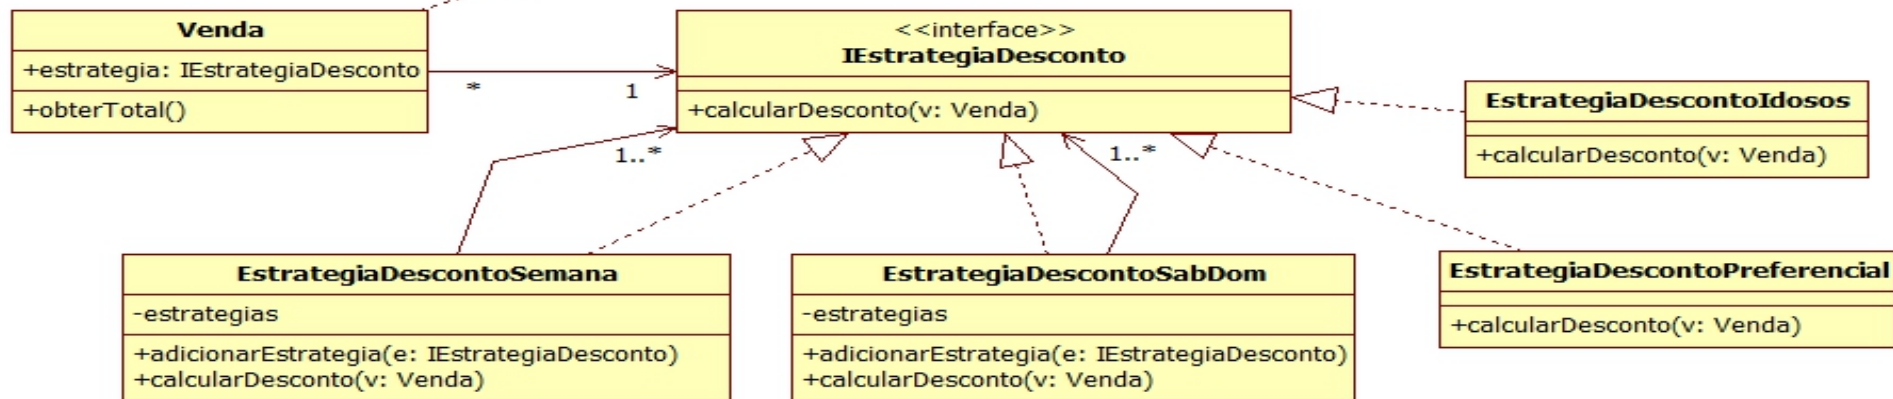 Venda
+estrategia: IEstrategiaDesconto
+obterTotal()
*
1
<<interface>>
IEstrategiaDesconto
+calcularDesconto(v: Venda)
1..*
1..*
EstrategiaDescontoIdosos
+calcularDesconto(v: Venda)
EstrategiaDescontoSemana
-estrategias
+adicionarEstrategia(e: IEstrategiaDesconto)
+calcularDesconto(v: Venda)
EstrategiaDescontoSabDom
-estrategias
+adicionarEstrategia(e: IEstrategiaDesconto)
+calcularDesconto(v: Venda)
EstrategiaDescontoPreferencial
+calcularDesconto(v: Venda)